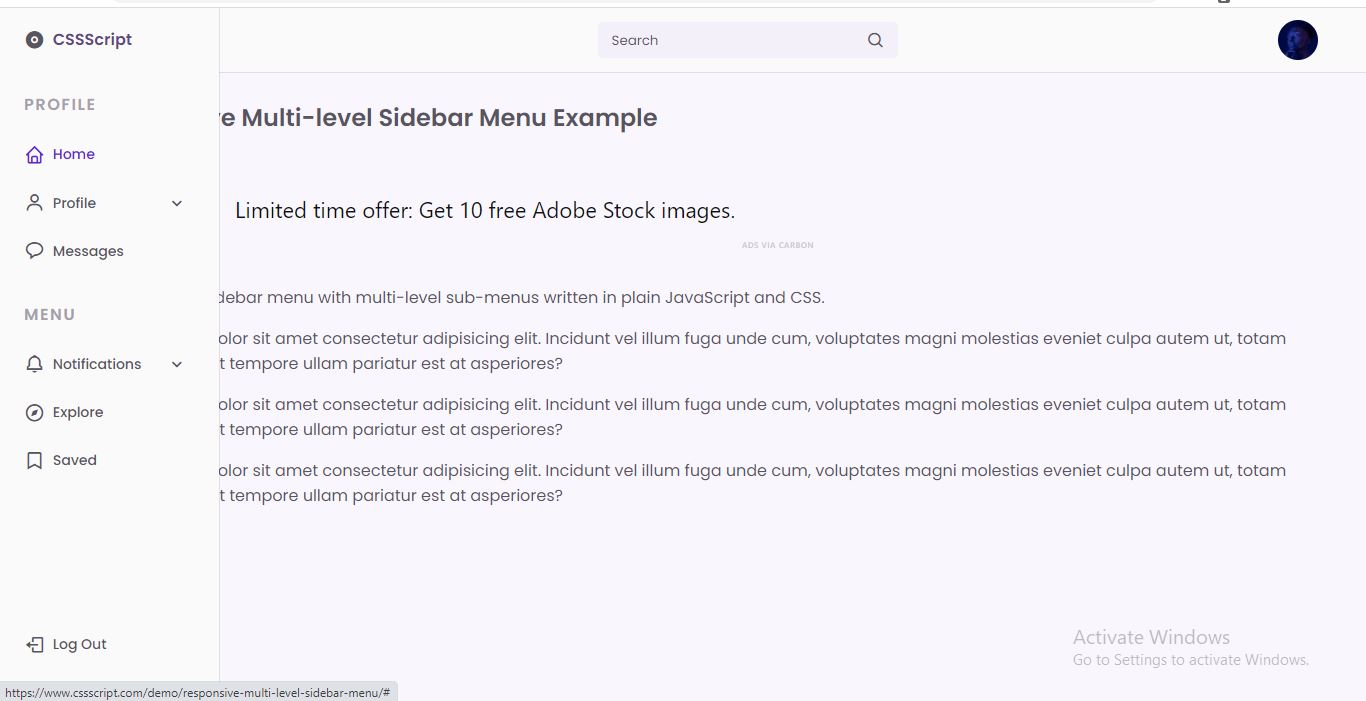 CSSScript
Search
PROFILE
Home
Profile
Messages
MENU
Notifications
Explore
Saved
Log Out
e Multi-level Sidebar Menu Example
Limited time offer: Get 10 free Adobe Stock images.
ADS VIA CARBON
debar menu with multi-level sub-menus written in plain JavaScript and CSS.
olor sit amet consectetur adipisicing elit. Incidunt vel illum fuga unde cum, voluptates magni molestias eveniet culpa autem ut, totam
t tempore ullam pariatur est at asperiores?
olor sit amet consectetur adipisicing elit. Incidunt vel illum fuga unde cum, voluptates magni molestias eveniet culpa autem ut, totam
t tempore ullam pariatur est at asperiores?
olor sit amet consectetur adipisicing elit. Incidunt vel illum fuga unde cum, voluptates magni molestias eveniet culpa autem ut, totam
t tempore ullam pariatur est at asperiores?
Activate Windows
Go to Settings to activate Windows.
https://www.cssscript.com/demo/responsive-multi-level-sidebar-menu/#